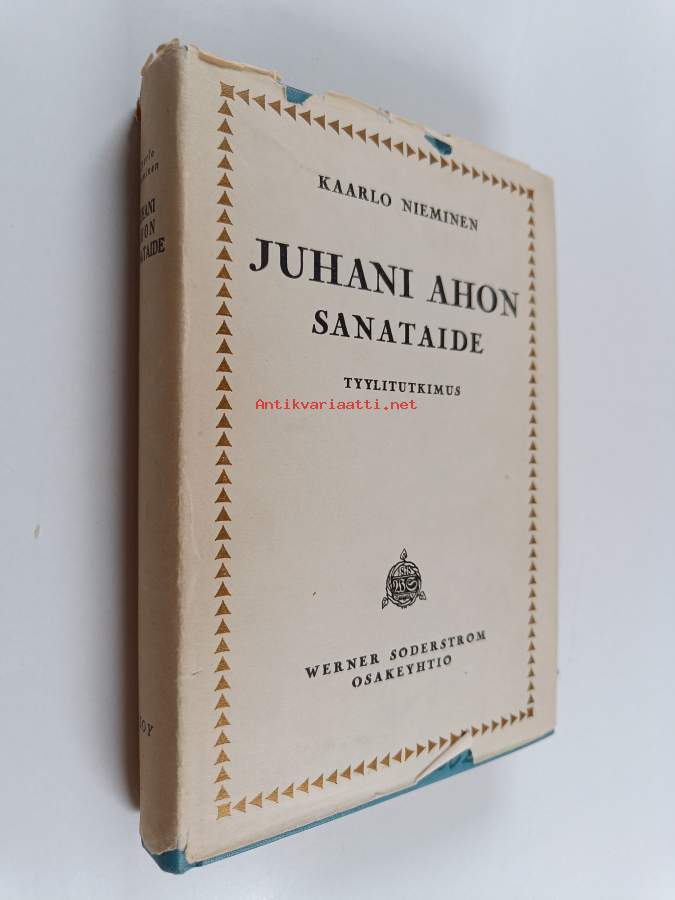 KAARLO NIEMINEN
JUHANI AHON
SANATAIDE
TYYLITUTKIMUS
Antikvariaatti.net
WERNER SODERSTROM
OSAKEYHTIO